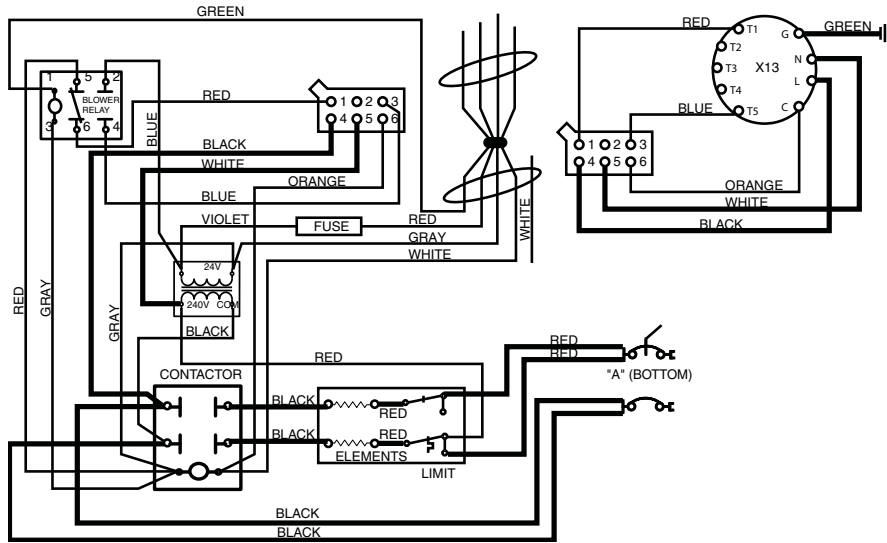 GREEN
RED
T1
G
GREEN
T2
N
1 5 2
T3
X13
L
BLOWER
RELAY
T4
C
RED
1 2 3
BLUE
T5
3 6 4
4 5 6
BLUE
BLACK
1 2 3
WHITE
4 5 6
ORANGE
ORANGE
BLUE
WHITE
VIOLET
FUSE
RED
WHITE
BLACK
GRAY
WHITE
24V
RED
GRAY
GRAY
240V COM
BLACK
RED
RED
RED
CONTACTOR
"A" (BOTTOM)
BLACK
RED
BLACK
RED
ELEMENTS
LIMIT
BLACK
BLACK